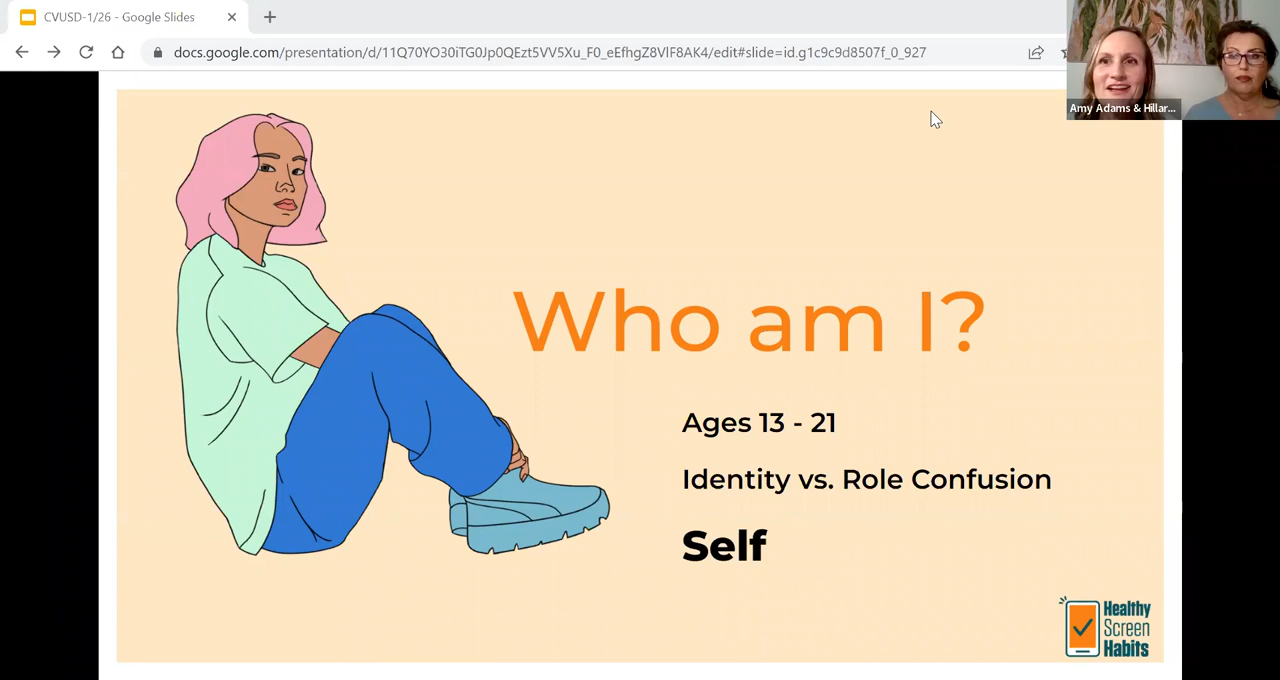 CVUSD-1/26 - Google Slides
docs.google.com/presentation/d/11Q70YO30iTG0Jp0QEzt5VV5Xu_F0_eEfhgZ8VlF8AK4/edit#slide=id.g1c9c9d8507f_0_927
Amy Adams & Hillar...
Who am I?
Ages 13 - 21
Identity vs. Role Confusion
Self
Healthy
Screen
Habits